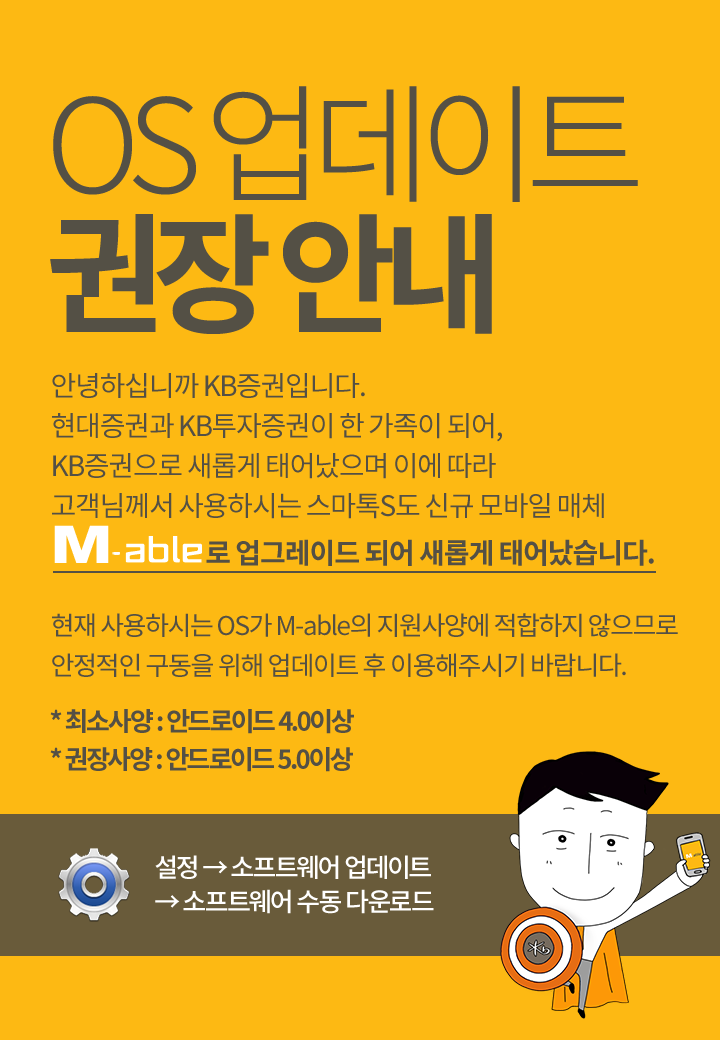 OS 업데이트
권장 안내
안녕하십니까 KB증권입니다.
현대증권과 KB투자증권이 한 가족이 되어,
KB증권으로 새롭게 태어났으며 이에 따라
고객님께서 사용하시는 스마톡S도 신규 모바일 매체
M-able로 업그레이드 되어 새롭게 태어났습니다.
현재 사용하시는 OS가 M-able의 지원사양에 적합하지 않으므로
안정적인 구동을 위해 업데이트 후 이용해주시기 바랍니다.
* 최소사양 : 안드로이드 4.0이상
* 권장사양 : 안드로이드 5.0이상
설정 → 소프트웨어 업데이트
→ 소프트웨어 수동 다운로드